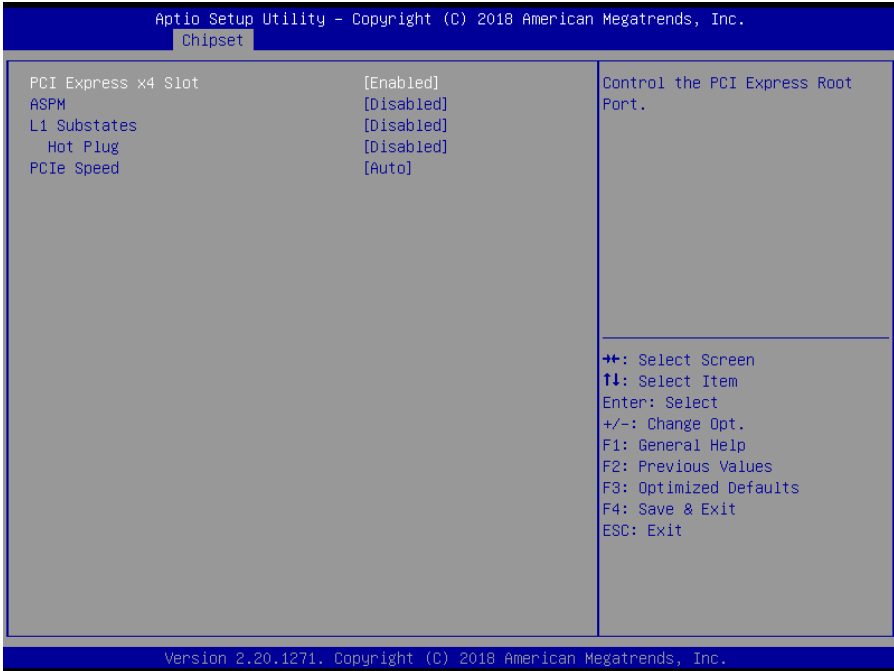 Aptio Setup Utility – Copyright (C) 2018 American Megatrends, Inc.
Chipset
PCI Express x4 Slot [Enabled]
ASPM [Disabled]
L1 Substates [Disabled]
Hot Plug [Disabled]
PCIe Speed [Auto]
Control the PCI Express Root
Port.
→←: Select Screen
↑↓: Select Item
Enter: Select
+/-: Change Opt.
F1: General Help
F2: Previous Values
F3: Optimized Defaults
F4: Save & Exit
ESC: Exit
Version 2.20.1271. Copyright (C) 2018 American Megatrends, Inc.